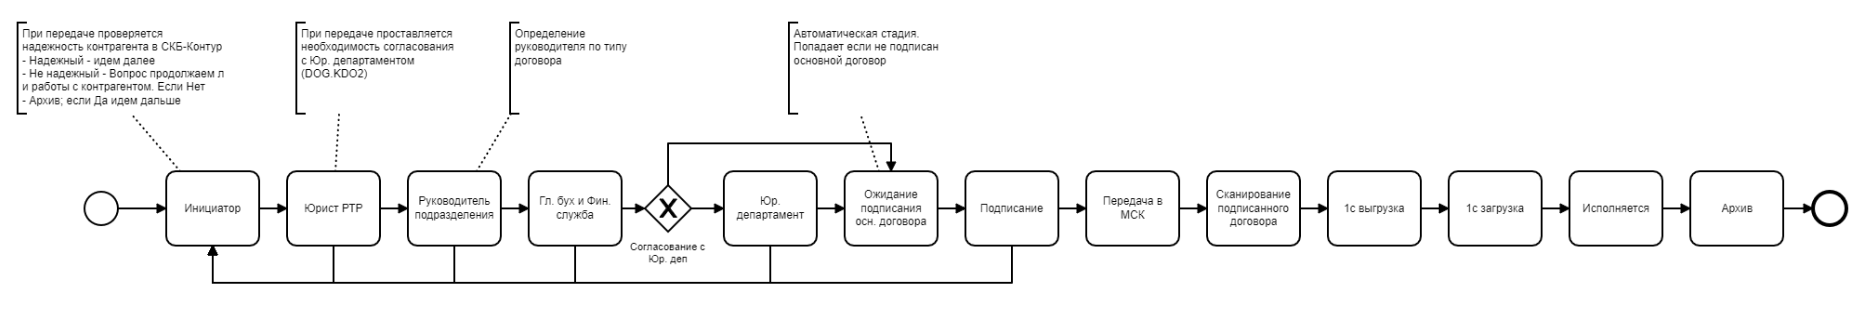 При передаче проверяется
надежность контрагента в СКБ-Контур
- Надежный - идем далее
- Не надежный - Вопрос продолжаем л
и работы с контрагентом. Если Нет
- Архив; если Да идем дальше
При передаче проставляется
необходимость согласования
с Юр. департаментом
(DOG.KDO2)
Определение
руководителя по типу
договора
Автоматическая стадия.
Попадает если не подписан
основной договор
Инициатор
Юрист РТР
Руководитель
подразделения
Гл. бух и Фин.
служба
Согласование с
Юр. деп
Юр.
департамент
Ожидание
подписания
осн. договора
Подписание
Передача в
МСК
Сканирование
подписанного
договора
1с выгрузка
1с загрузка
Исполняется
Архив